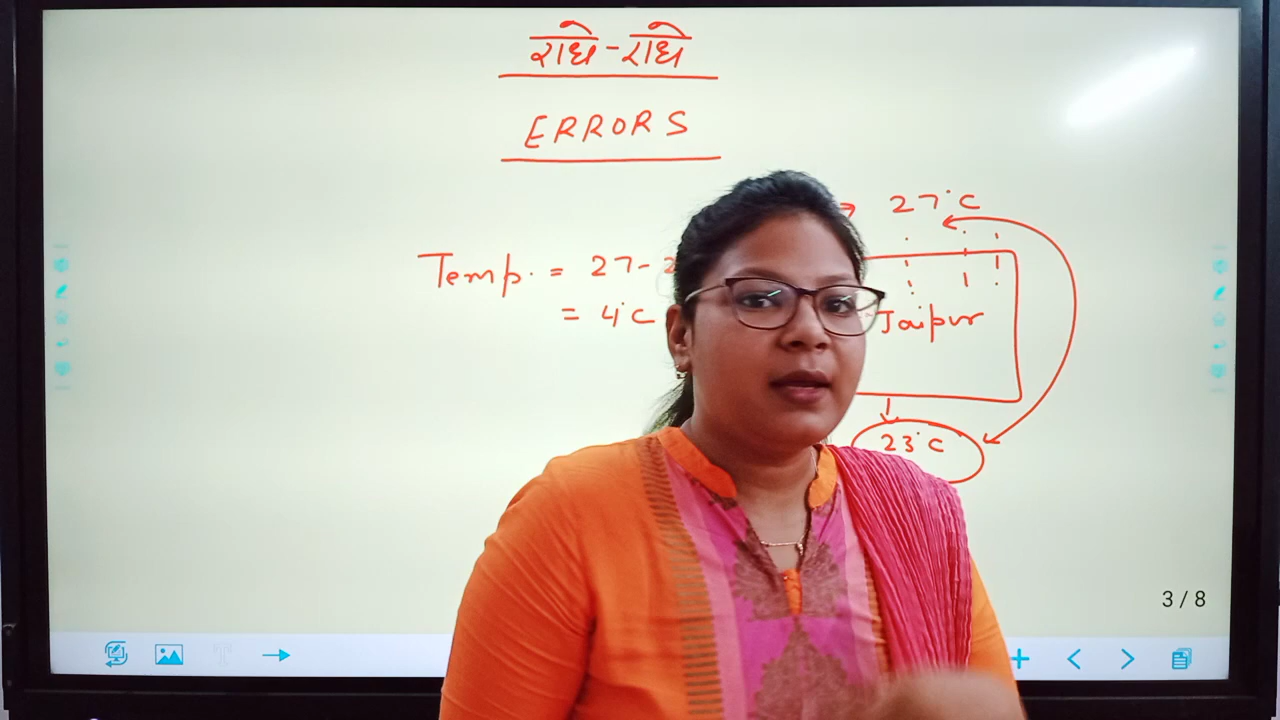 राधे-राधे
ERRORS
27°C
Temp. = 27-2
= 4°C
Jaipur
23°C
3/8